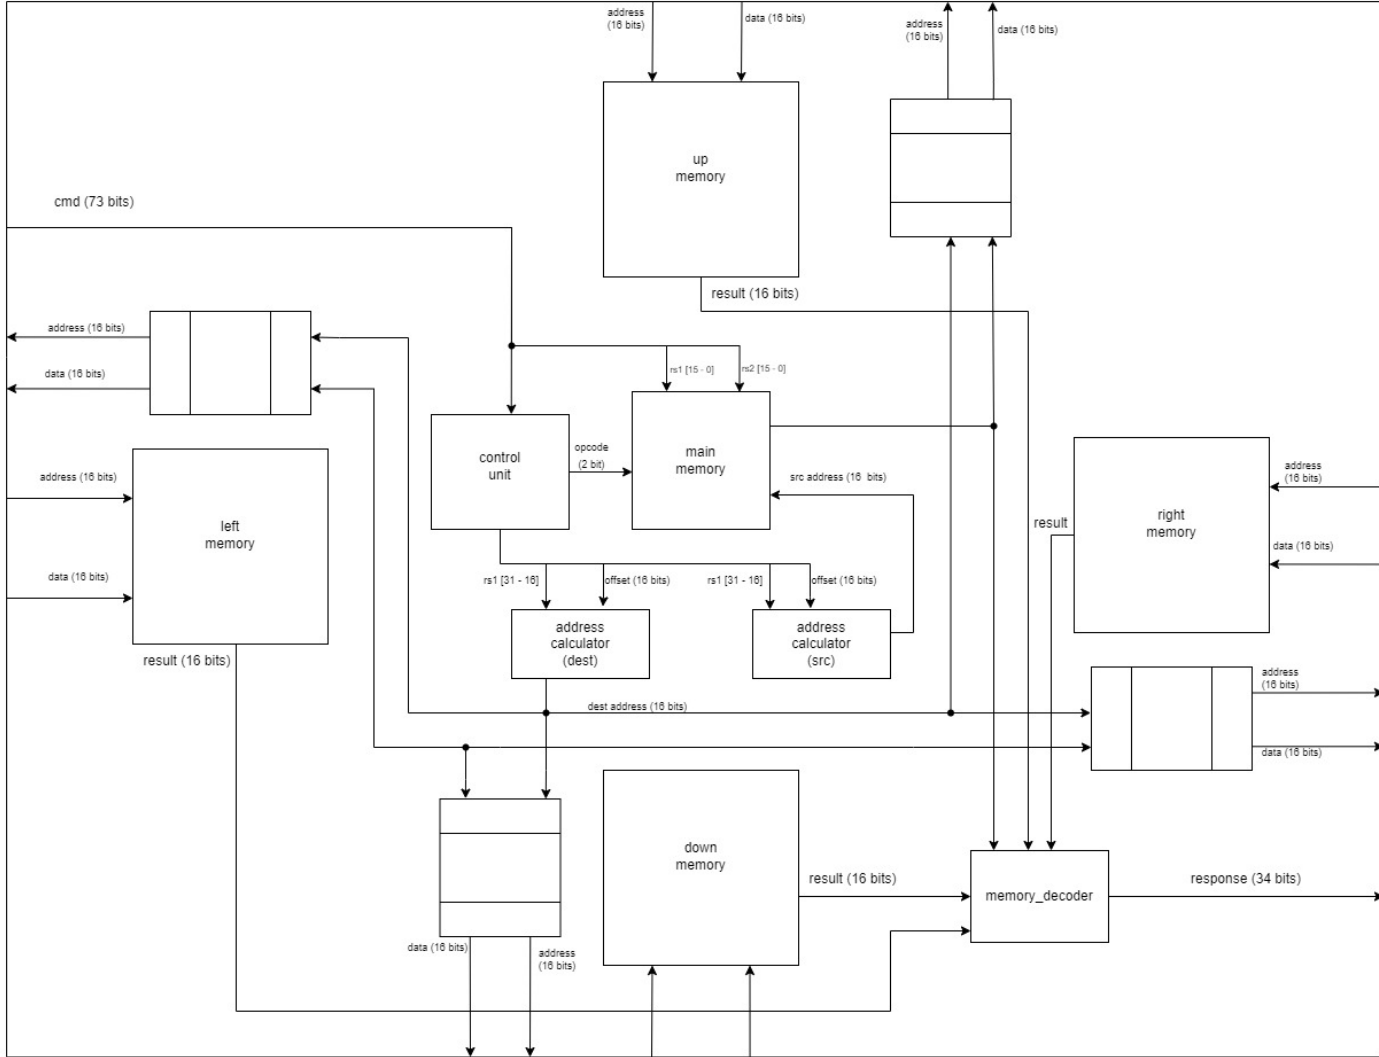 address
(16 bits)
data (16 bits)
address
(16 bits)
data (16 bits)
up
memory
cmd (73 bits)
result (16 bits)
address (16 bits)
data (16 bits)
rs1 [15 - 0]
rs2 [15 - 0]
control
unit
opcode
(2 bit)
main
memory
src address (16 bits)
address (16 bits)
left
memory
data (16 bits)
result (16 bits)
address
(16 bits)
right
memory
result
data (16 bits)
rs1 [31 - 16]
offset (16 bits)
rs1 [31 - 16]
offset (16 bits)
address
calculator
(dest)
address
calculator
(src)
dest address (16 bits)
address
(16 bits)
data (16 bits)
down
memory
result (16 bits)
memory_decoder
response (34 bits)
data (16 bits)
address
(16 bits)